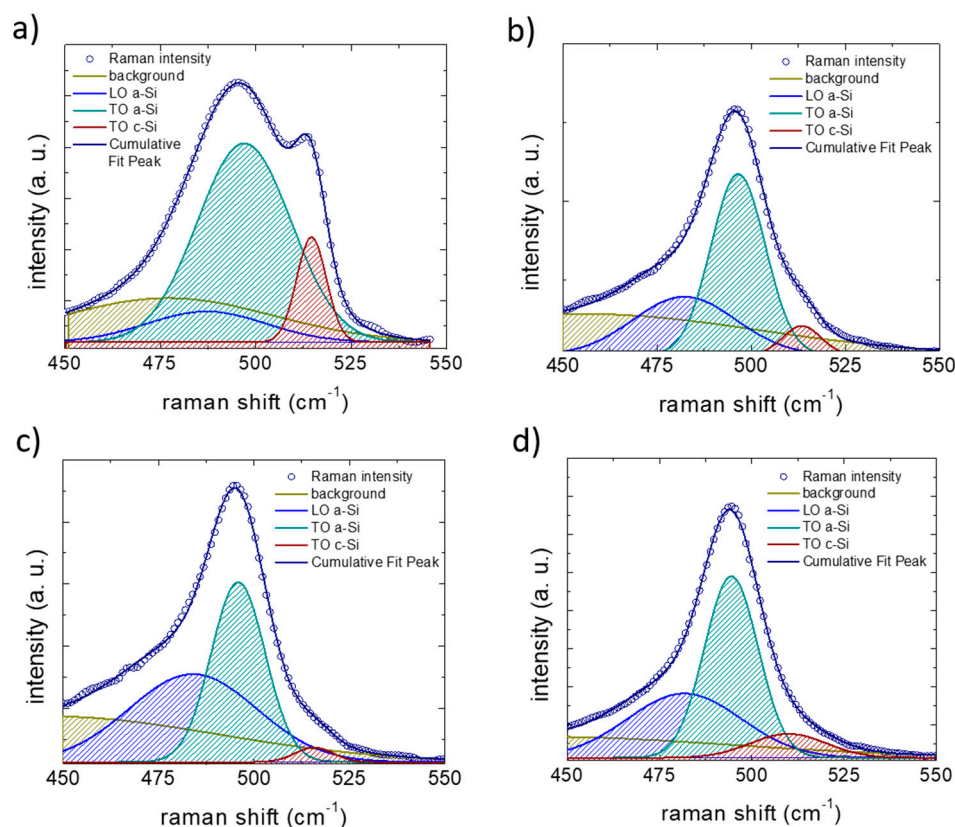 a)
Raman intensity
background
LO a-Si
TO a-Si
TO c-Si
Cumulative
Fit Peak
intensity (a. u.)
450 475 500 525 550
raman shift (cm⁻¹)
b)
Raman intensity
background
LO a-Si
TO a-Si
TO c-Si
Cumulative Fit Peak
intensity (a. u.)
450 475 500 525 550
raman shift (cm⁻¹)
c)
Raman intensity
background
LO a-Si
TO a-Si
TO c-Si
Cumulative Fit Peak
intensity (a. u.)
450 475 500 525 550
raman shift (cm⁻¹)
d)
Raman intensity
background
LO a-Si
TO a-Si
TO c-Si
Cumulative Fit Peak
intensity (a. u.)
450 475 500 525 550
raman shift (cm⁻¹)